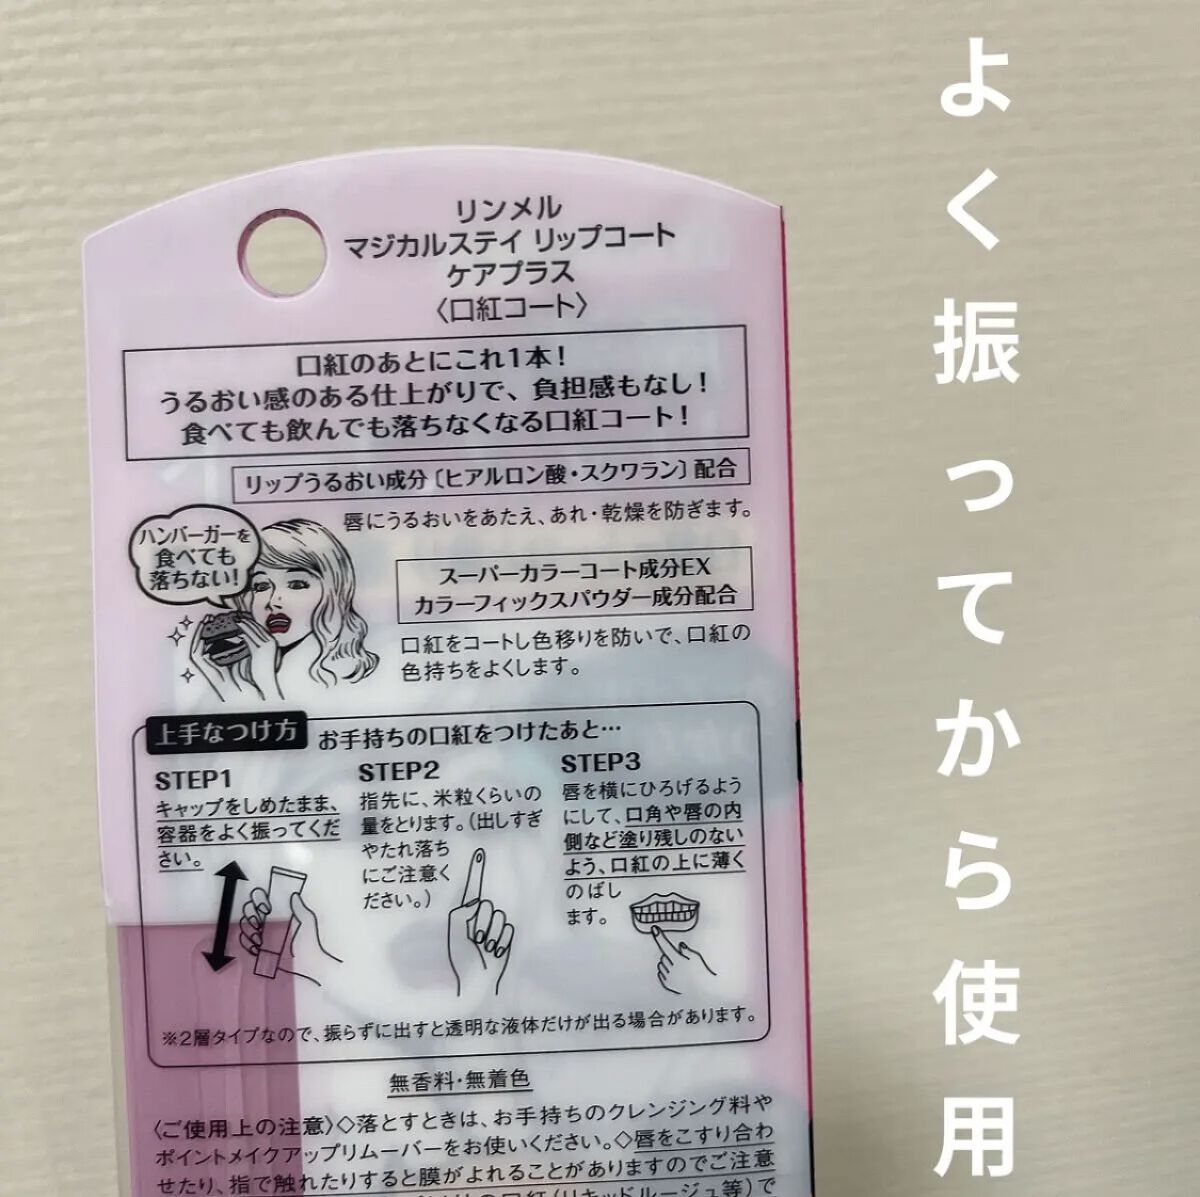 よく振ってから使用
リンメル
マジカルステイ リップコート
ケアプラス
〈口紅コート〉
口紅のあとにこれ1本!
うるおい感のある仕上がりで、負担感もなし!
食べても飲んでも落ちなくなる口紅コート!
リップうるおい成分〔ヒアルロン酸・スクワラン〕配合
唇にうるおいをあたえ、あれ・乾燥を防ぎます。
ハンバーガーを
食べても
落ちない!
スーパーカラーコート成分EX
カラーフィックスパウダー成分配合
口紅をコートし色移りを防いで、口紅の
色持ちをよくします。
上手なつけ方 お手持ちの口紅をつけたあと…
STEP1
キャップをしめたまま、
容器をよく振ってくだ
さい。
STEP2
指先に、米粒くらいの
量をとります。(出しすぎ
やたれ落ち
にご注意く
ださい。)
STEP3
唇を横にひろげるよう
にして、口角や唇の内
側など塗り残しのない
よう、口紅の上に薄く
のばし
ます。
※2層タイプなので、振らずに出すと透明な液体だけが出る場合があります。
無香料・無着色
〈ご使用上の注意〉◇落とすときは、お手持ちのクレンジング料や
ポイントメイクアップリムーバーをお使いください。◇唇をこすり合わ
せたり、指で触れたりすると膜がよれることがありますのでご注意
口紅(リキッドルージュ等)で